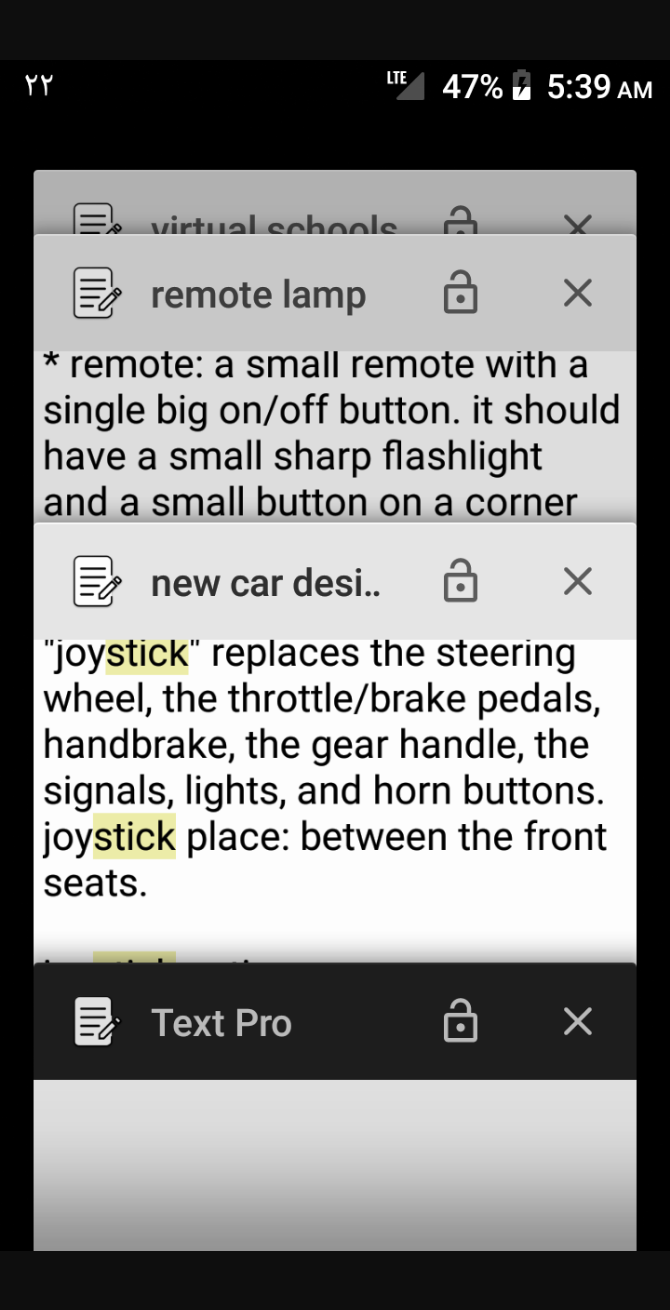 ٢٢ LTE 47% 5:39 AM
virtual schools
remote lamp
* remote: a small remote with a
single big on/off button. it should
have a small sharp flashlight
and a small button on a corner
new car desi..
"joystick" replaces the steering
wheel, the throttle/brake pedals,
handbrake, the gear handle, the
signals, lights, and horn buttons.
joystick place: between the front
seats.
Text Pro